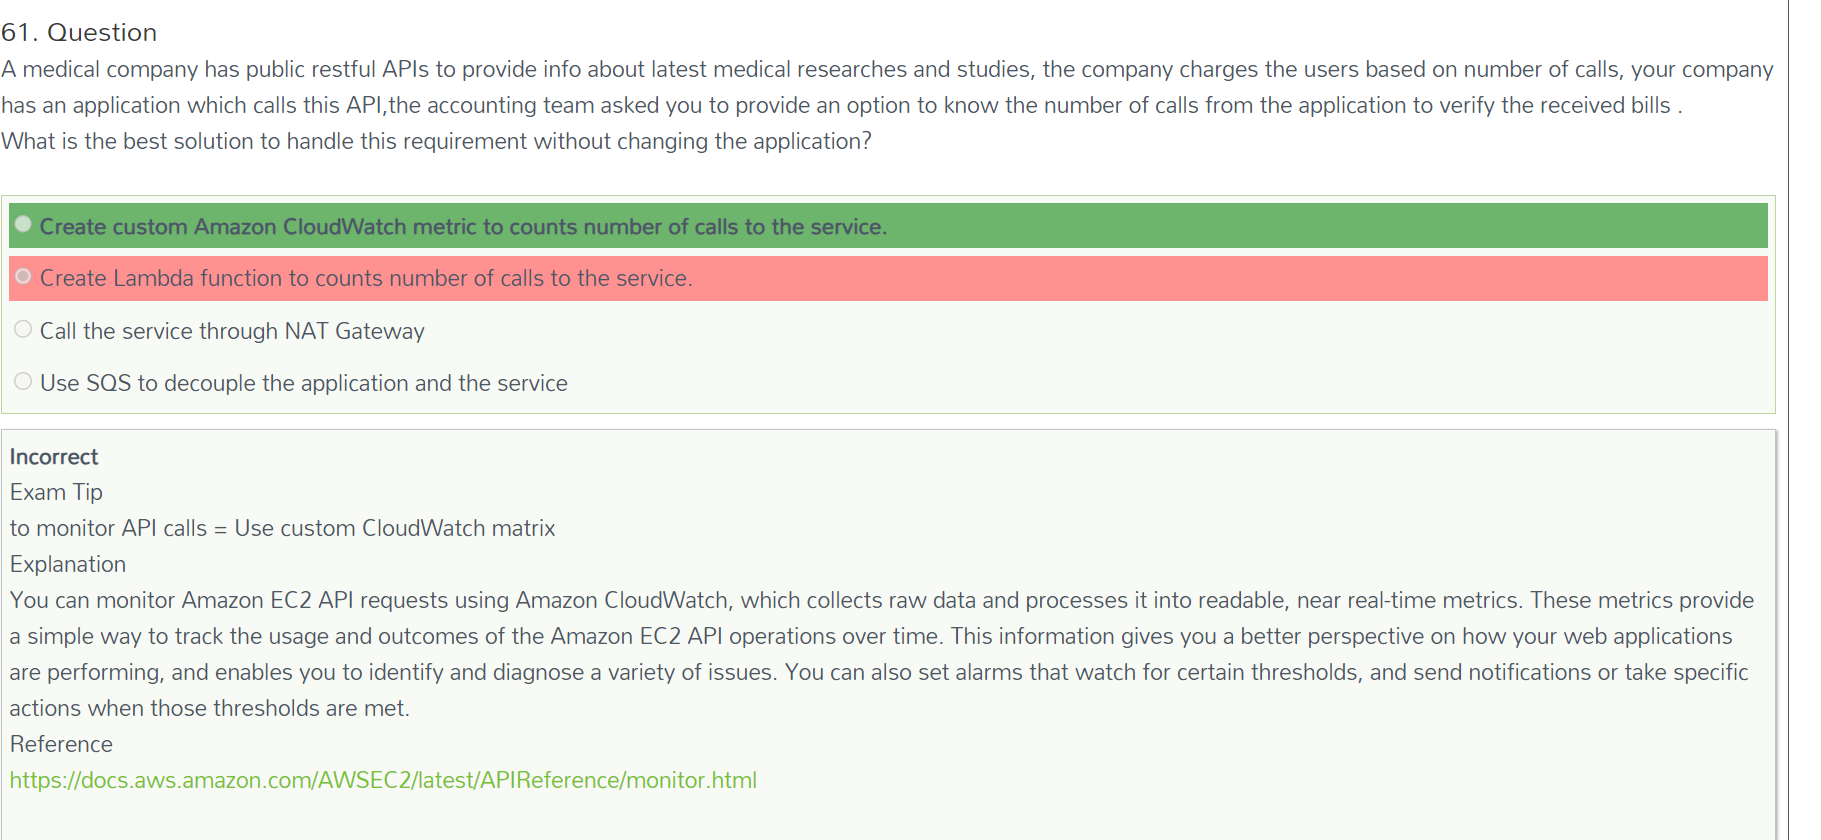 61. Question
A medical company has public restful APIs to provide info about latest medical researches and studies, the company charges the users based on number of calls, your company
has an application which calls this API,the accounting team asked you to provide an option to know the number of calls from the application to verify the received bills .
What is the best solution to handle this requirement without changing the application?
Create custom Amazon CloudWatch metric to counts number of calls to the service.
Create Lambda function to counts number of calls to the service.
Call the service through NAT Gateway
Use SQS to decouple the application and the service
Incorrect
Exam Tip
to monitor API calls = Use custom CloudWatch matrix
Explanation
You can monitor Amazon EC2 API requests using Amazon CloudWatch, which collects raw data and processes it into readable, near real-time metrics. These metrics provide
a simple way to track the usage and outcomes of the Amazon EC2 API operations over time. This information gives you a better perspective on how your web applications
are performing, and enables you to identify and diagnose a variety of issues. You can also set alarms that watch for certain thresholds, and send notifications or take specific
actions when those thresholds are met.
Reference
https://docs.aws.amazon.com/AWSEC2/latest/APIReference/monitor.html